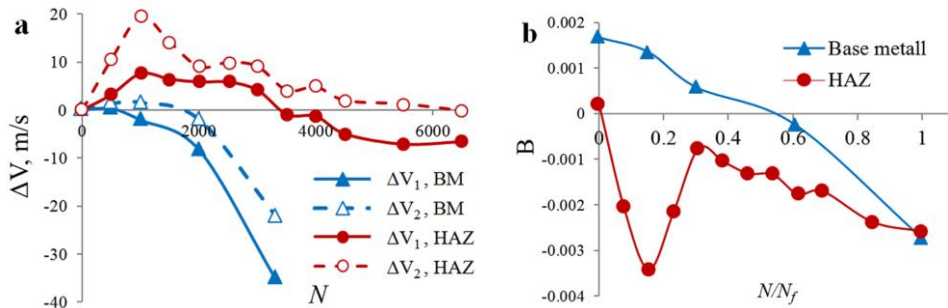 a
ΔV, m/s
20
10
0
-10
-20
-30
-40
0
2000
4000
6000
N
ΔV₁, BM
ΔV₂, BM
ΔV₁, HAZ
ΔV₂, HAZ
b
B
0.002
0.001
0
-0.001
-0.002
-0.003
-0.004
0
0.2
0.4
0.6
0.8
1
N/Nf
Base metall
HAZ